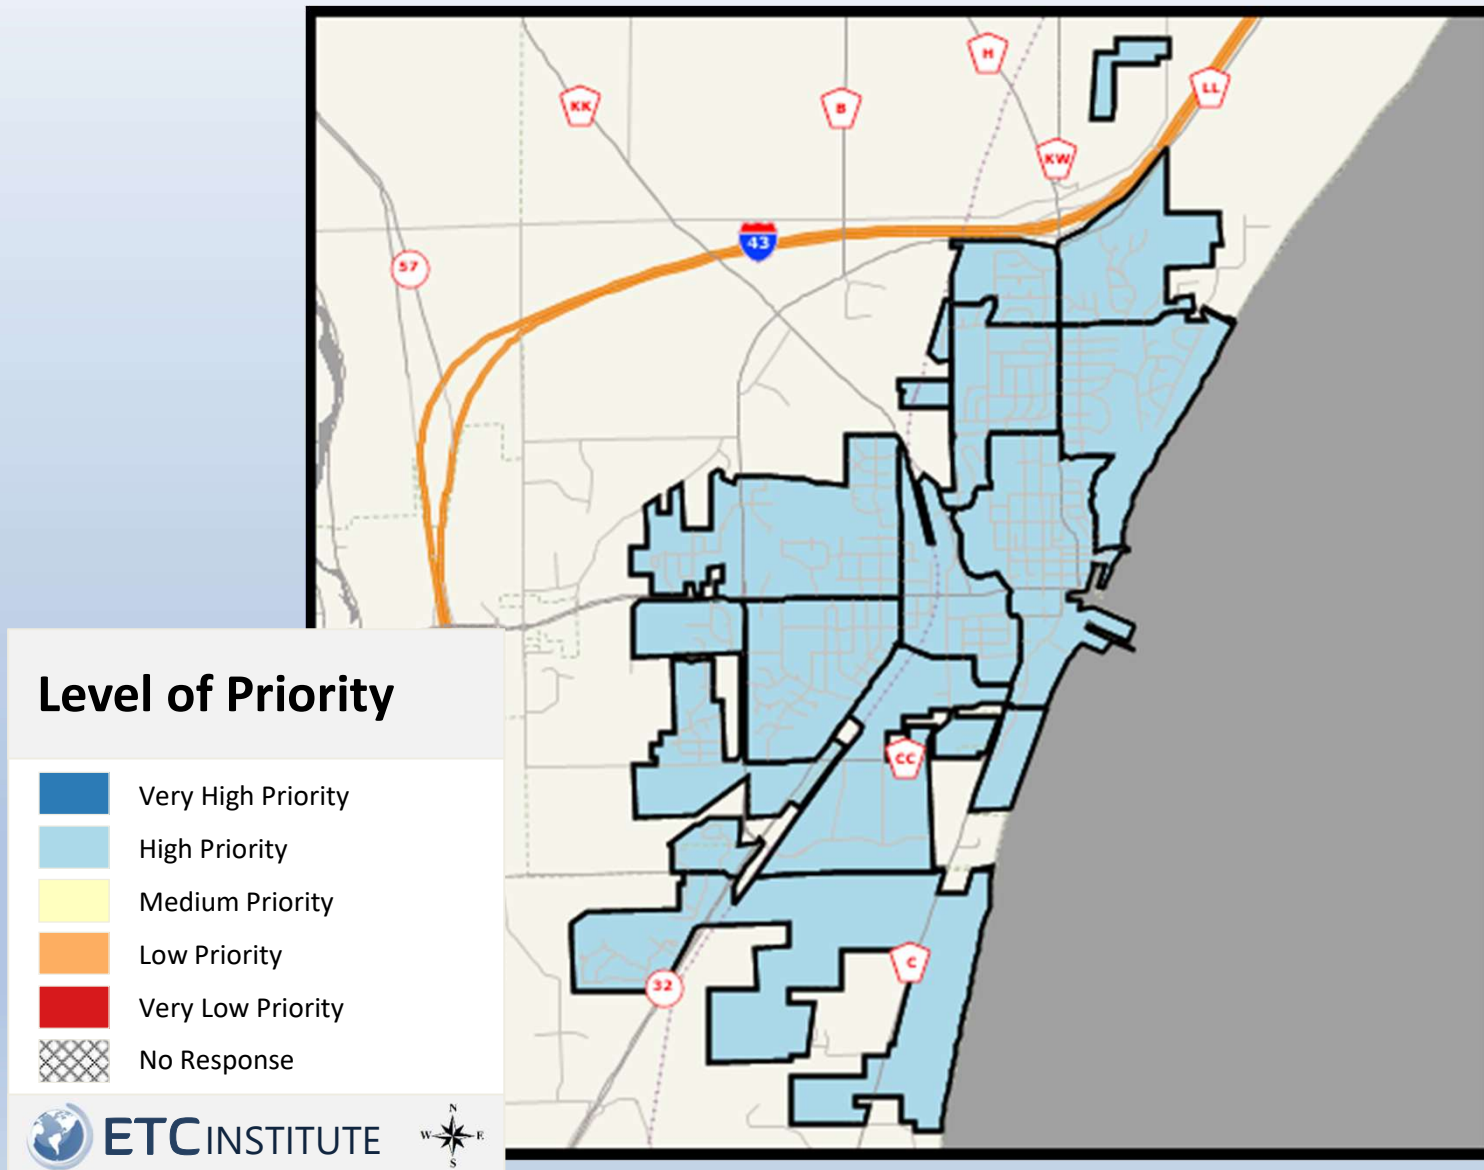 H
KK
B
LL
KW
43
57
CC
C
32
Level of Priority
Very High Priority
High Priority
Medium Priority
Low Priority
Very Low Priority
No Response
ETC INSTITUTE
N
W E
S